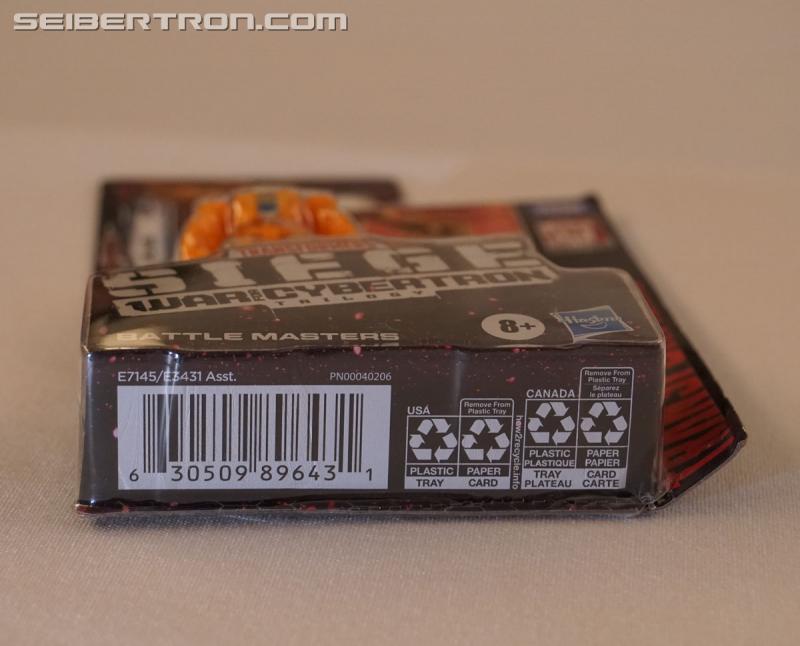 SEIBERTRON.COM
TRANSFORMERS
SIEGE
WAR FOR CYBERTRON
TRILOGY
BATTLE MASTERS
8+
Hasbro
E7145/E3431 Asst.
PN00040206
6 30509 89643 1
USA
Remove From
Plastic Tray
PLASTIC
TRAY
PAPER
CARD
how2recycle.info
CANADA
Remove From
Plastic Tray
Séparez
le plateau
PLASTIC
PLASTIQUE
TRAY
PLATEAU
PAPER
PAPIER
CARD
CARTE